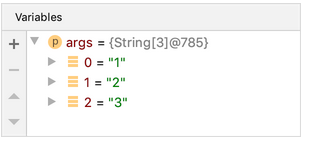 Variables
p args = {String[3]@785}
0 = "1"
1 = "2"
2 = "3"